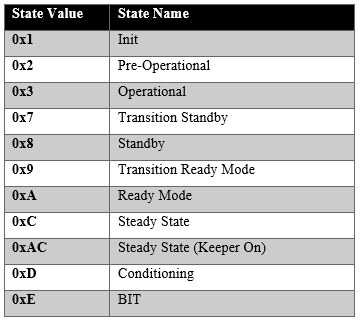 State Value State Name
0x1 Init
0x2 Pre-Operational
0x3 Operational
0x7 Transition Standby
0x8 Standby
0x9 Transition Ready Mode
0xA Ready Mode
0xC Steady State
0xAC Steady State (Keeper On)
0xD Conditioning
0xE BIT